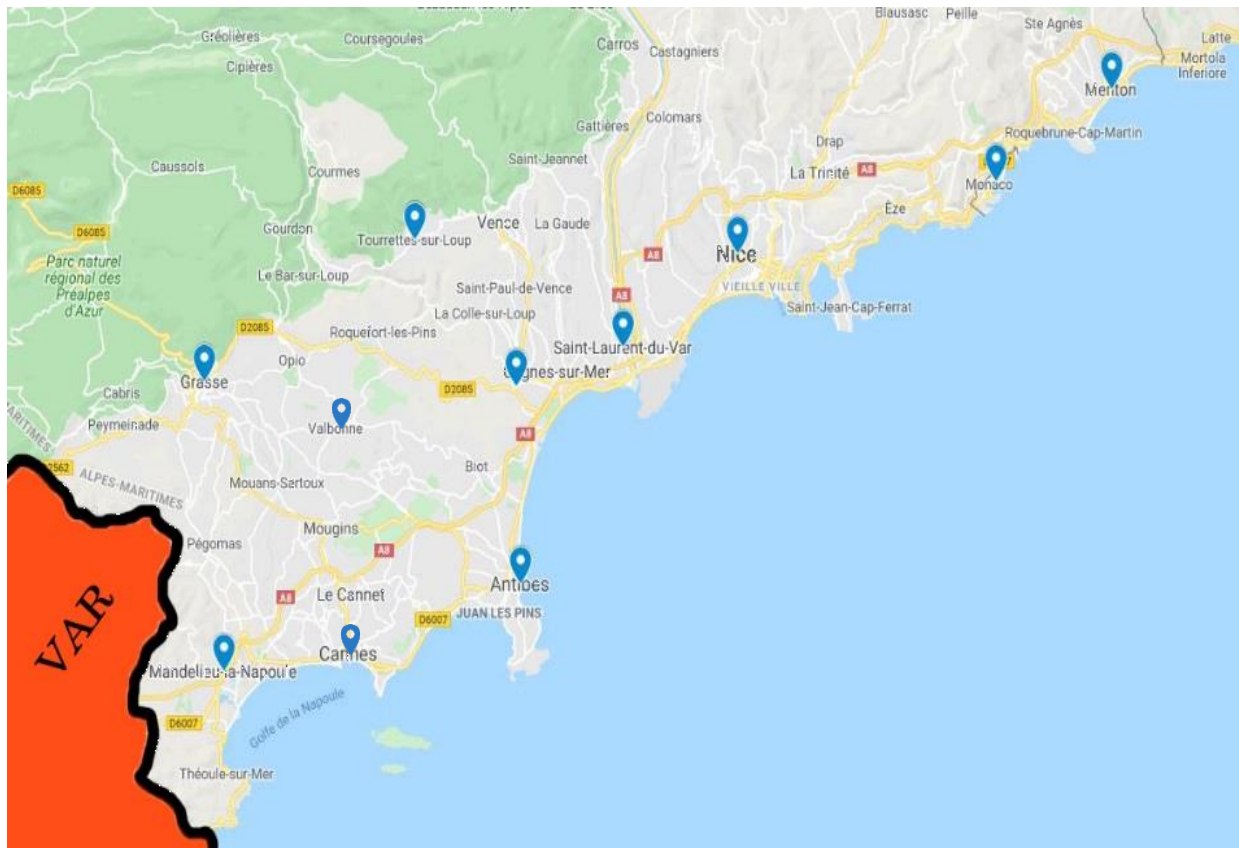 Gréolières
Coursegoules
Cipières
Carros
Castagniers
Blausasc
Peille
Ste Agnès
Latte
Mortola
Inferiore
Menton
Gattières
Colomars
Roquebrune-Cap-Martin
Drap
Caussols
Courmes
Saint-Jeannet
La Trinité
A8
Monaco
D6085
D6085
Gourdon
Tourrettes-sur-Loup
Vence
La Gaude
Èze
Parc naturel
régional des
Préalpes
d'Azur
Le Bar-sur-Loup
A8
Nice
Saint-Paul-de-Vence
A8
VIEILLE VILLE
Saint-Jean-Cap-Ferrat
La Colle-sur-Loup
D2085
Roquefort-les-Pins
Saint-Laurent-du-Var
Opio
Grasse
Cabris
D2085
Peymeinade
Valbonne
A8
ALPES-MARITIMES
Biot
Mouans-Sartoux
Mougins
Pégomas
A8
Antibes
A8
Le Cannet
D6007
JUAN LES PINS
VAR
Cannes
Mandelieu-la-Napoule
D6007
Golfe de la Napoule
Théoule-sur-Mer